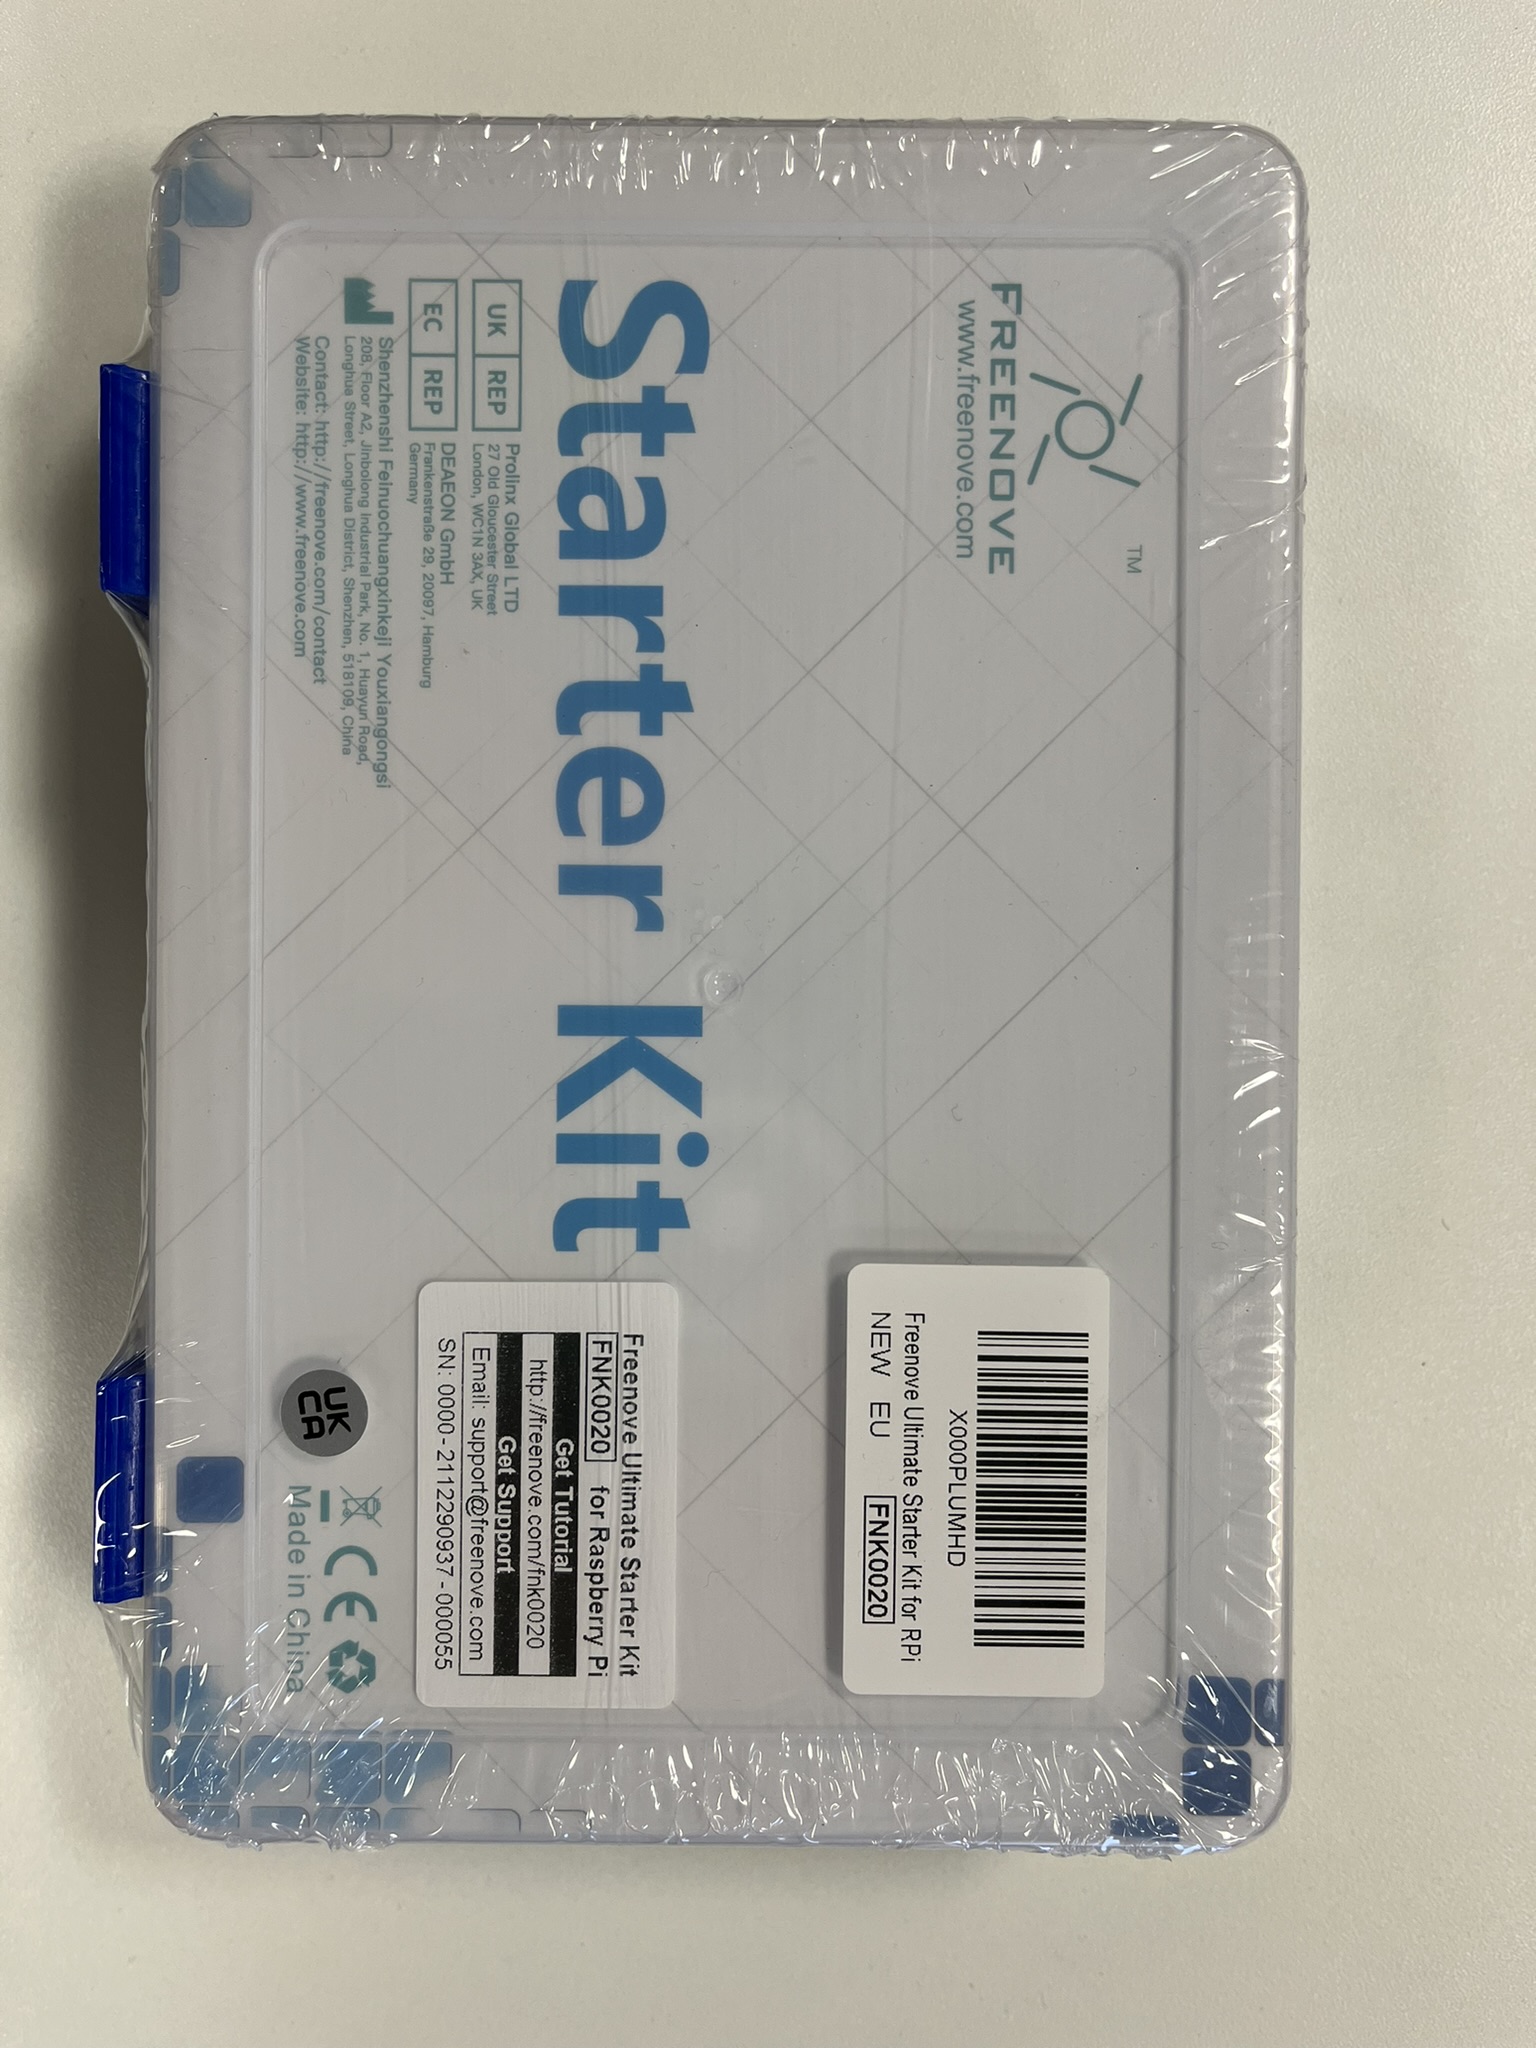 TM
FREENOVE
www.freenove.com
X000PLUMHD
Freenove Ultimate Starter Kit for RPi
NEW EU FNK0020
Starter Kit
Freenove Ultimate Starter Kit
FNK0020 for Raspberry Pi
Get Tutorial
http://freenove.com/fnk0020
Get Support
Email: support@freenove.com
SN: 0000-2112290937-000055
UK REP
Prolinx Global LTD
27 Old Gloucester Street
London, WC1N 3AX, UK
EC REP
DEAEON GmbH
Frankenstraße 29, 20097, Hamburg
Germany
Shenzhenshi Feinuochuangxinkeji Youxiangongsi
208, Floor A2, Jinbolong Industrial Park, No. 1, Huayun Road,
Longhua Street, Longhua District, Shenzhen, 518109, China
Contact: http://freenove.com/contact
Website: http://www.freenove.com
UK
CA
CE
Made in China